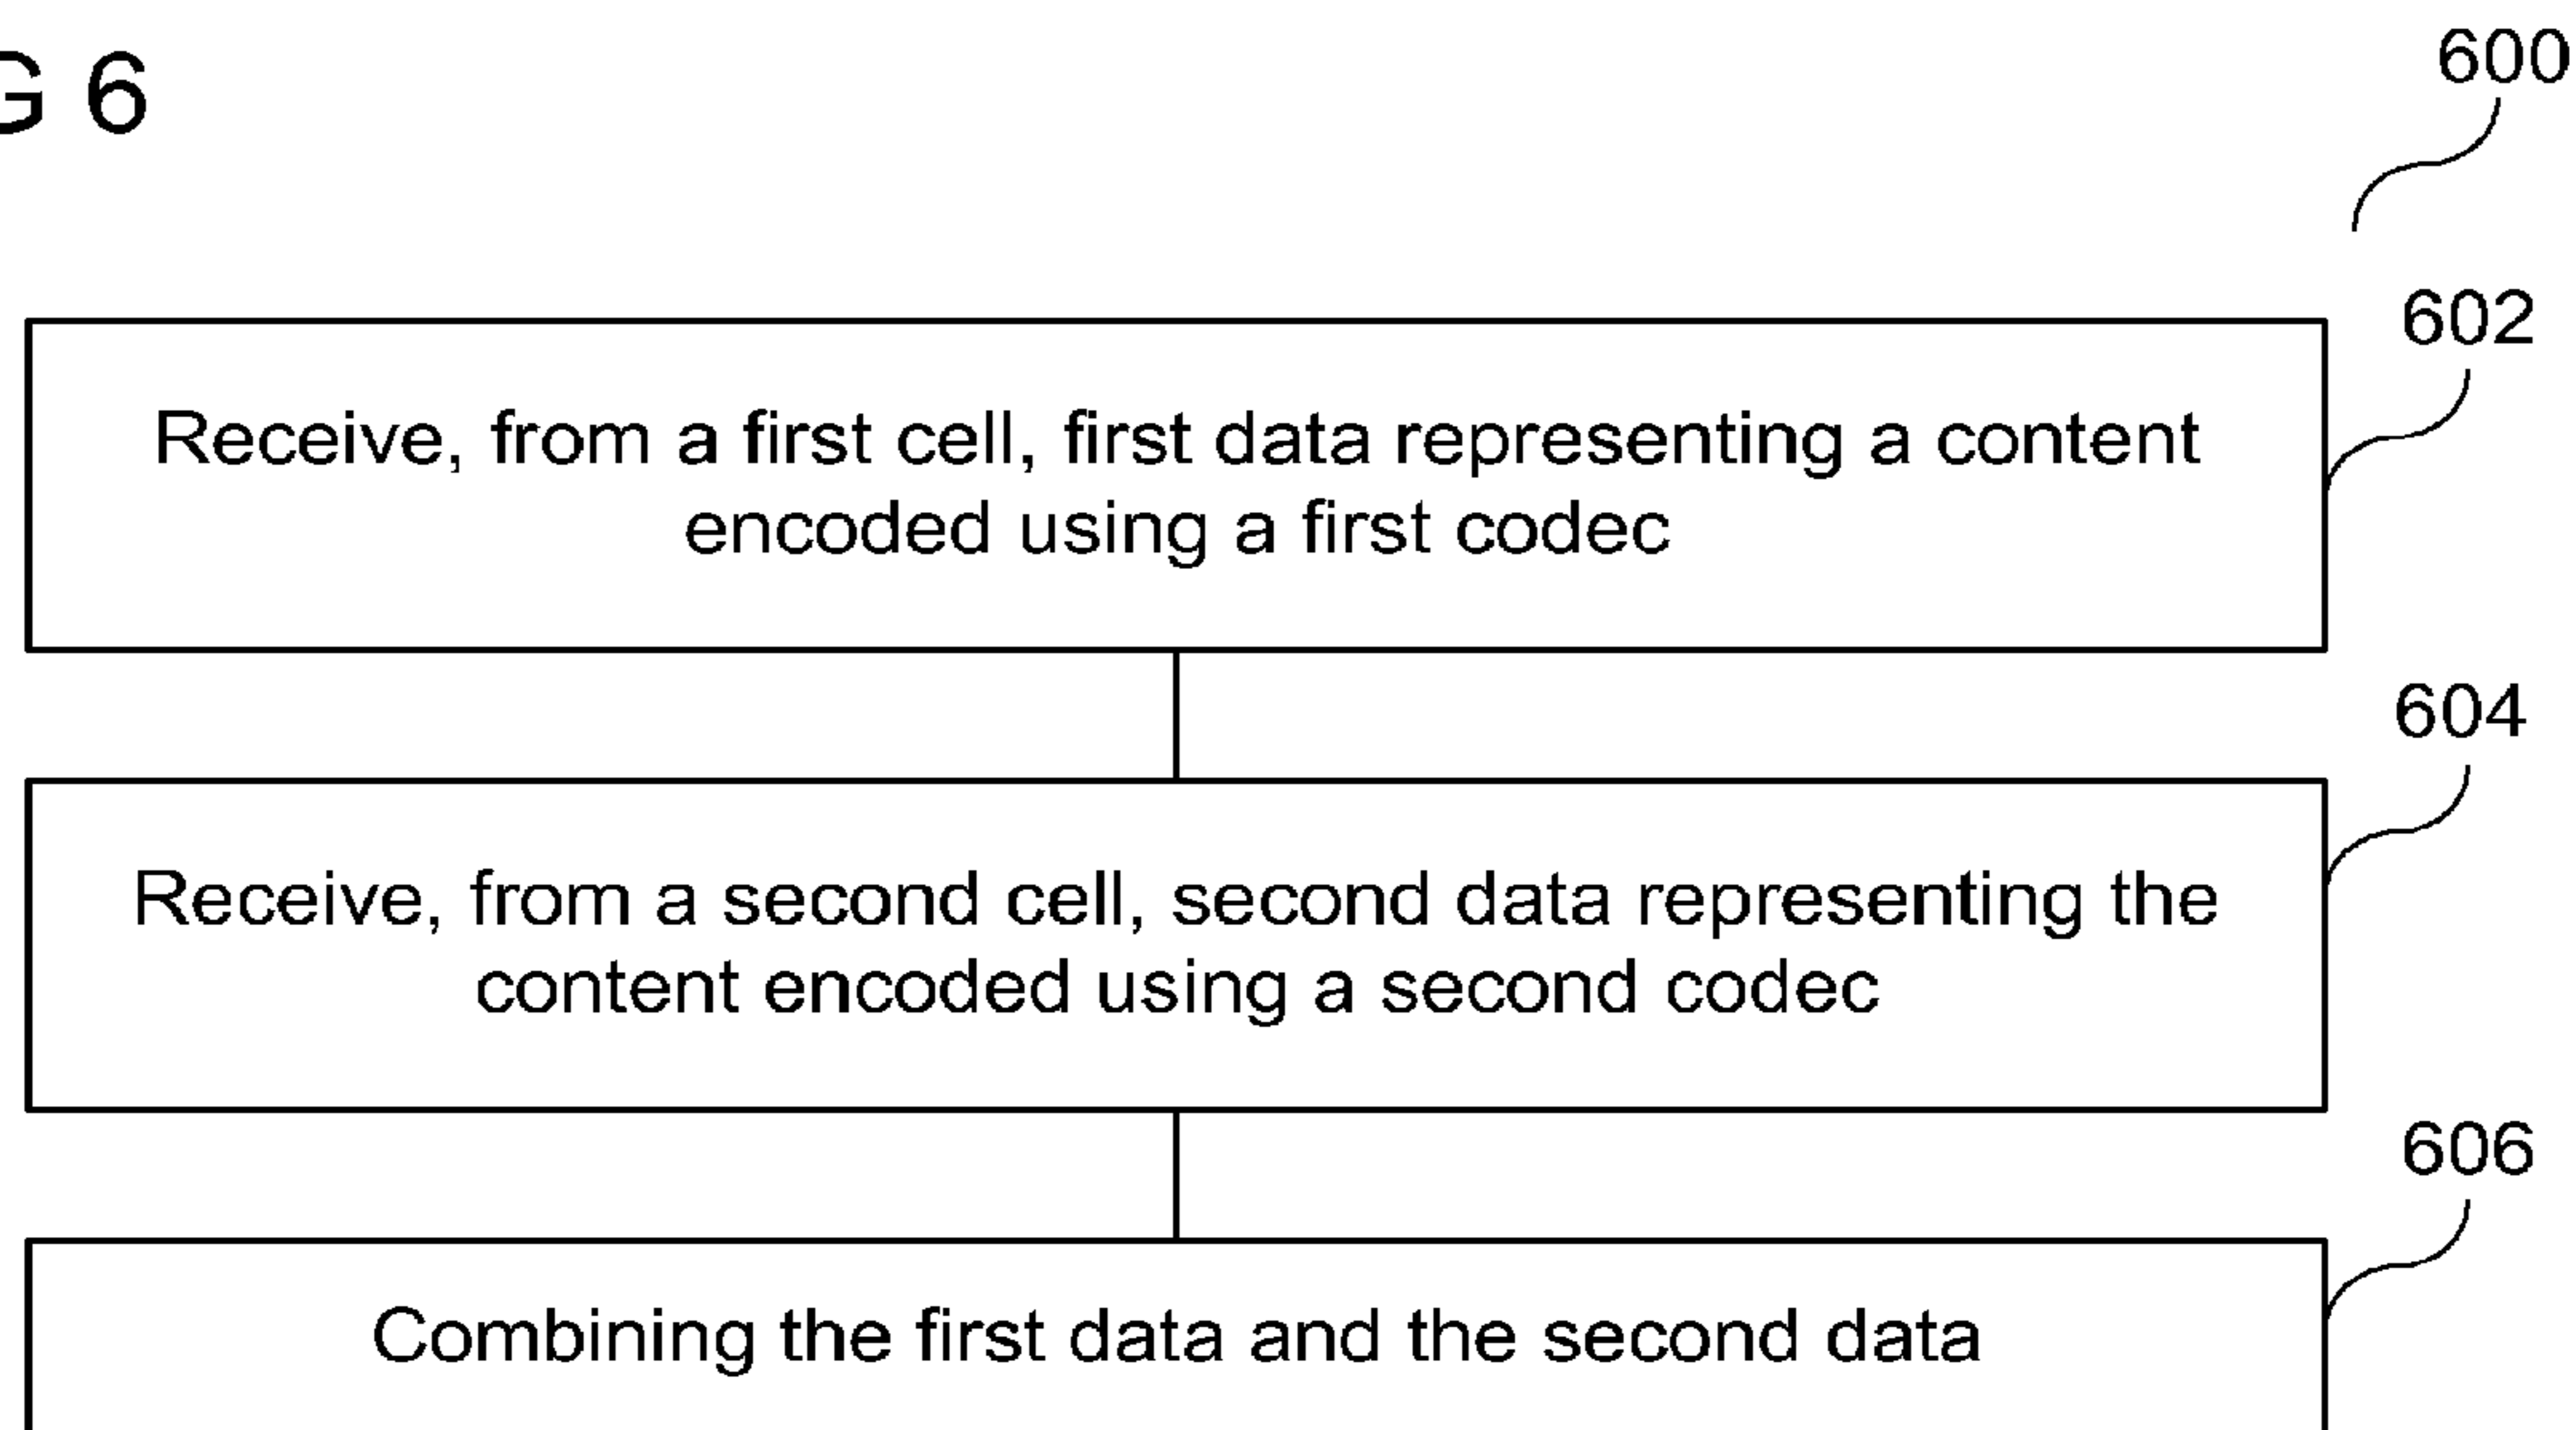 G 6
600
602
Receive, from a first cell, first data representing a content
encoded using a first codec
604
Receive, from a second cell, second data representing the
content encoded using a second codec
606
Combining the first data and the second data